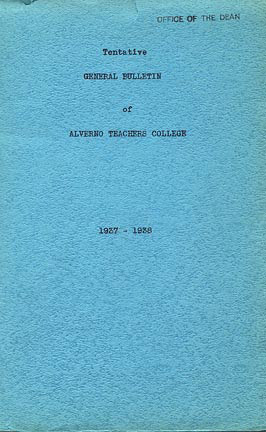 OFFICE OF THE DEAN
Tentative
GENERAL BULLETIN
of
ALVERNO TEACHERS COLLEGE
1937 - 1938